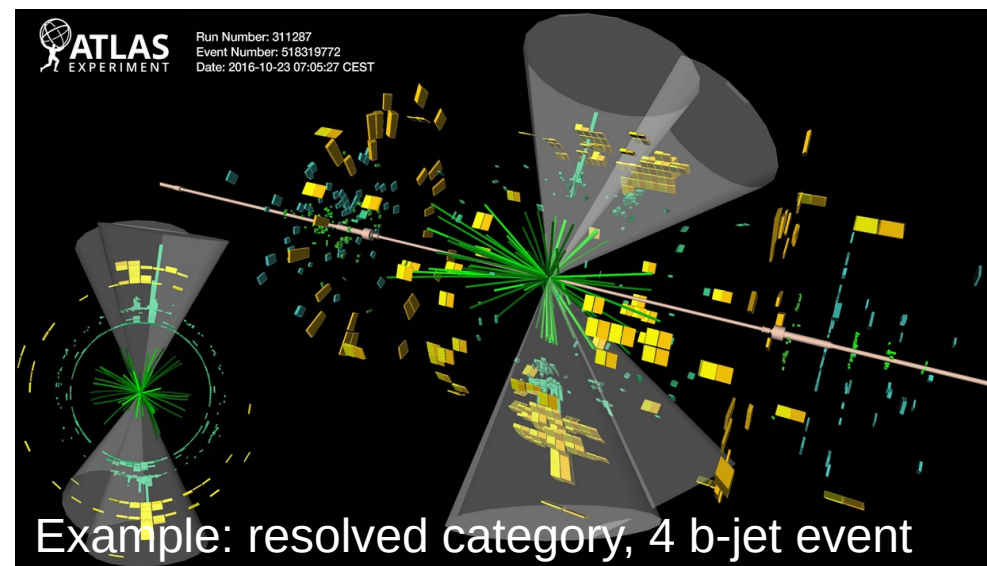 ATLAS
EXPERIMENT
Run Number: 311287
Event Number: 518319772
Date: 2016-10-23 07:05:27 CEST
Example: resolved category, 4 b-jet event